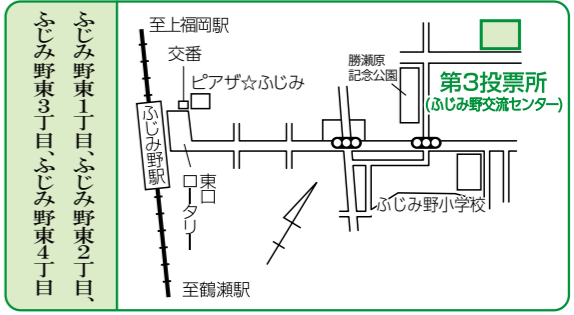 ふじみ野東1丁目、ふじみ野東2丁目、
ふじみ野東3丁目、ふじみ野東4丁目
至上福岡駅
交番
ピアザ☆ふじみ
ふじみ野駅
東口
ロータリー
至鶴瀬駅
勝瀬原
記念公園
第3投票所
(ふじみ野交流センター)
ふじみ野小学校